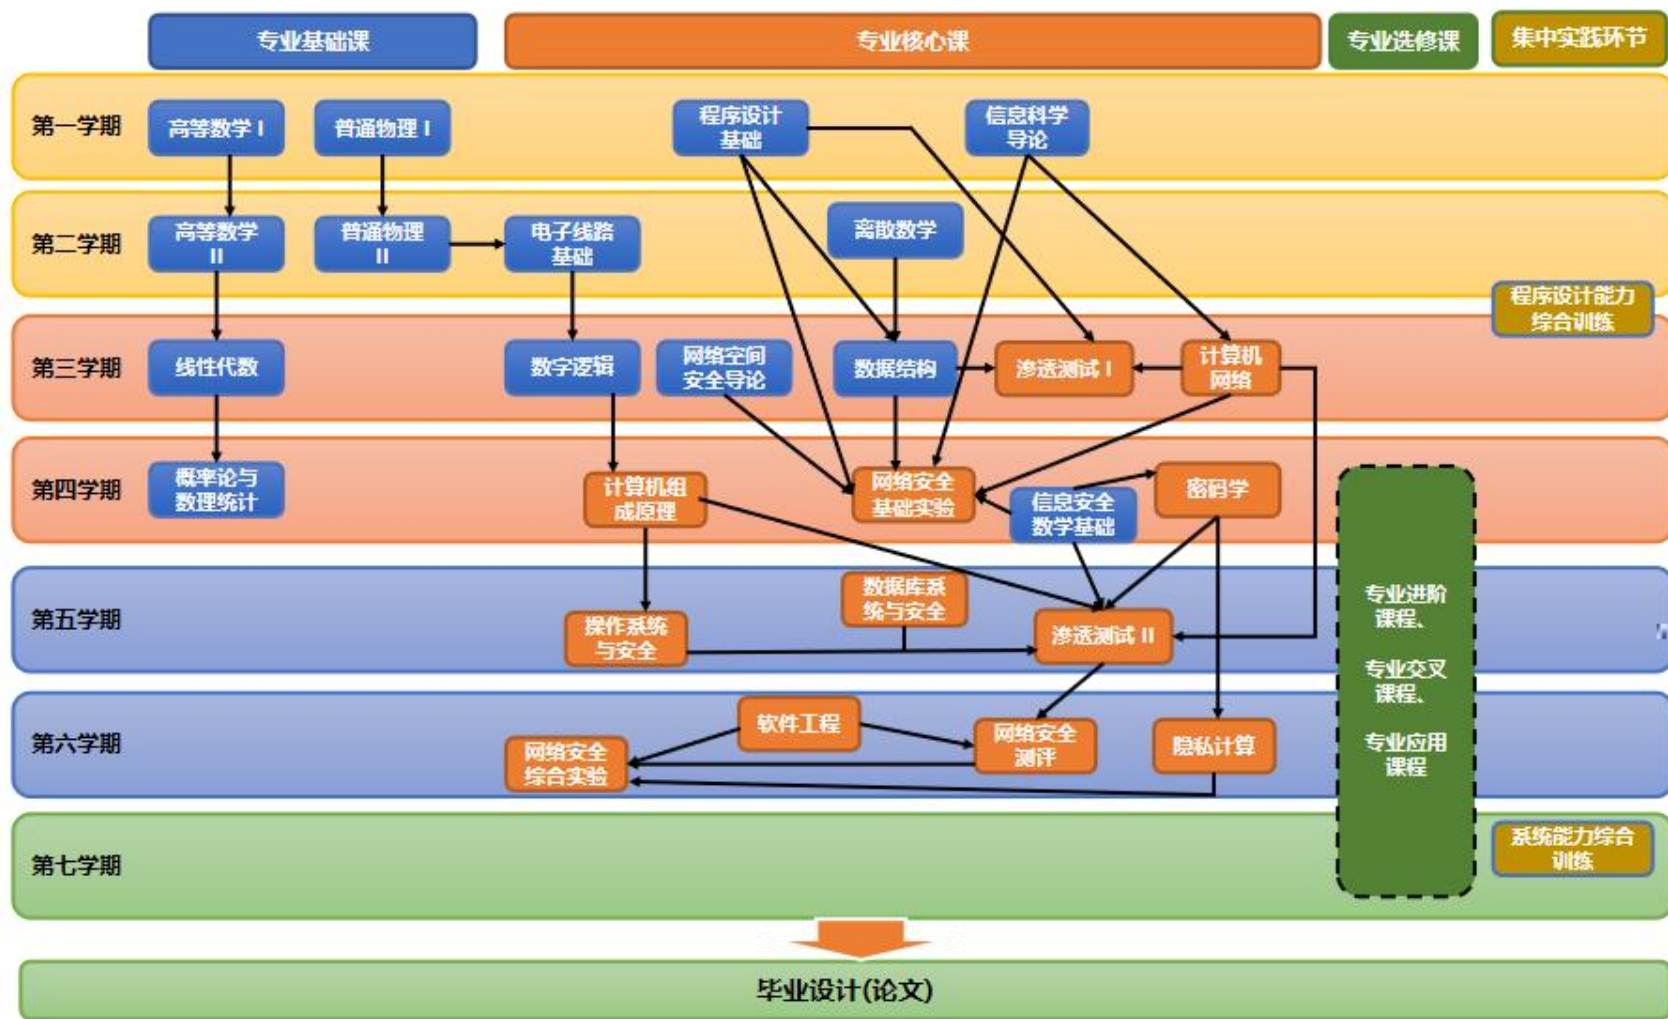 专业基础课
专业核心课
专业选修课
集中实践环节
第一学期
高等数学 I
普通物理 I
程序设计
基础
信息科学
导论
第二学期
高等数学
II
普通物理
II
电子线路
基础
离散数学
程序设计能力
综合训练
第三学期
线性代数
数字逻辑
网络空间
安全导论
数据结构
渗透测试 I
计算机
网络
第四学期
概率论与
数理统计
计算机组
成原理
网络安全
基础实验
信息安全
数学基础
密码学
第五学期
操作系统
与安全
数据库系
统与安全
渗透测试 II
专业进阶
课程、
专业交叉
课程、
专业应用
课程
第六学期
网络安全
综合实验
软件工程
网络安全
测评
隐私计算
第七学期
系统能力综合
训练
毕业设计(论文)